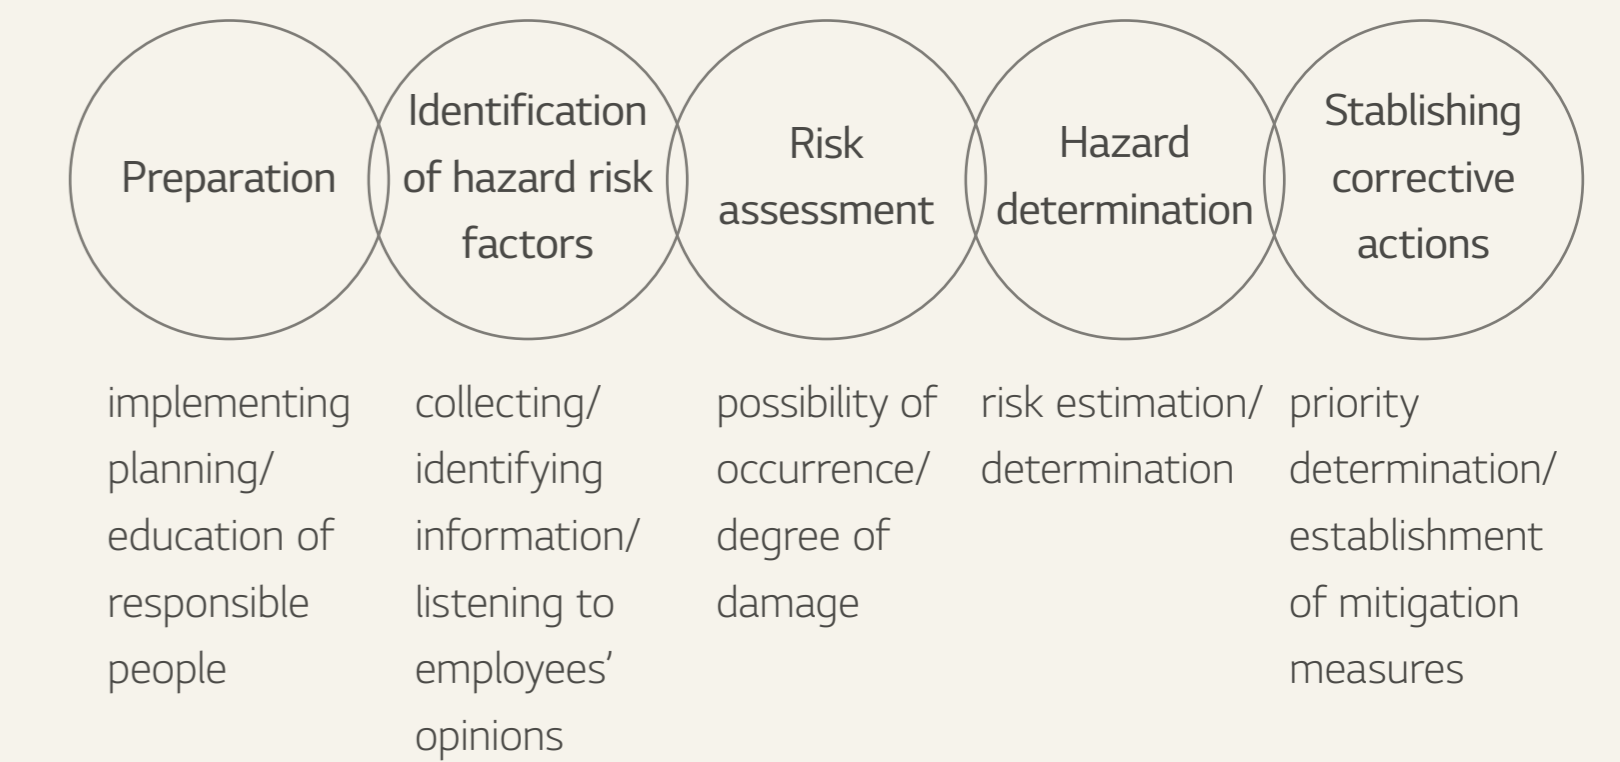 Preparation
Identification
of hazard risk
factors
Risk
assessment
Hazard
determination
Stablishing
corrective
actions
implementing
planning/
education of
responsible
people
collecting/
identifying
information/
listening to
employees’
opinions
possibility of
occurrence/
degree of
damage
risk estimation/
determination
priority
determination/
establishment
of mitigation
measures